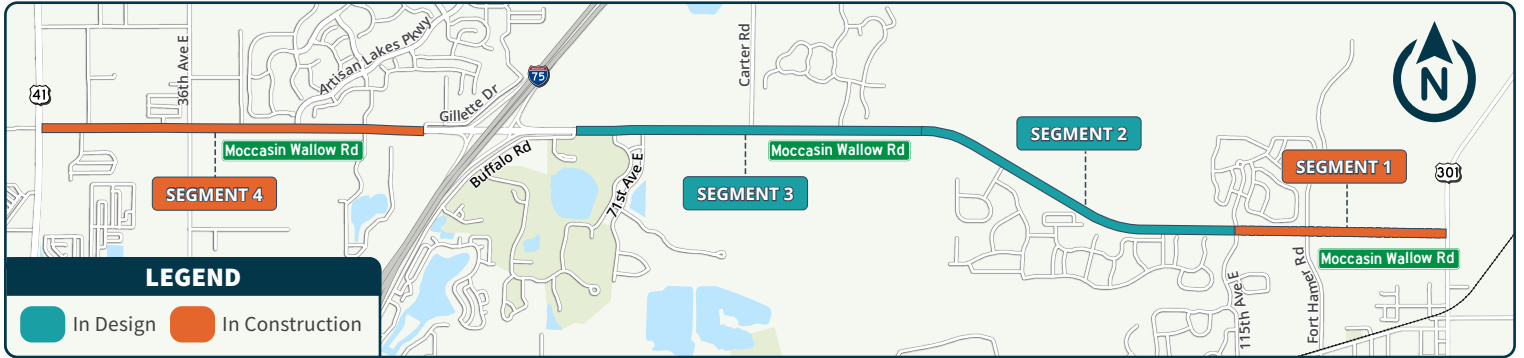 41
36th Ave E
Artisan Lakes Pkwy
Gillette Dr
75
Carter Rd
N
Moccasin Wallow Rd
SEGMENT 4
Buffalo Rd
71st Ave E
Moccasin Wallow Rd
SEGMENT 3
SEGMENT 2
SEGMENT 1
301
Moccasin Wallow Rd
115th Ave E
Fort Hamer Rd
LEGEND
In Design
In Construction